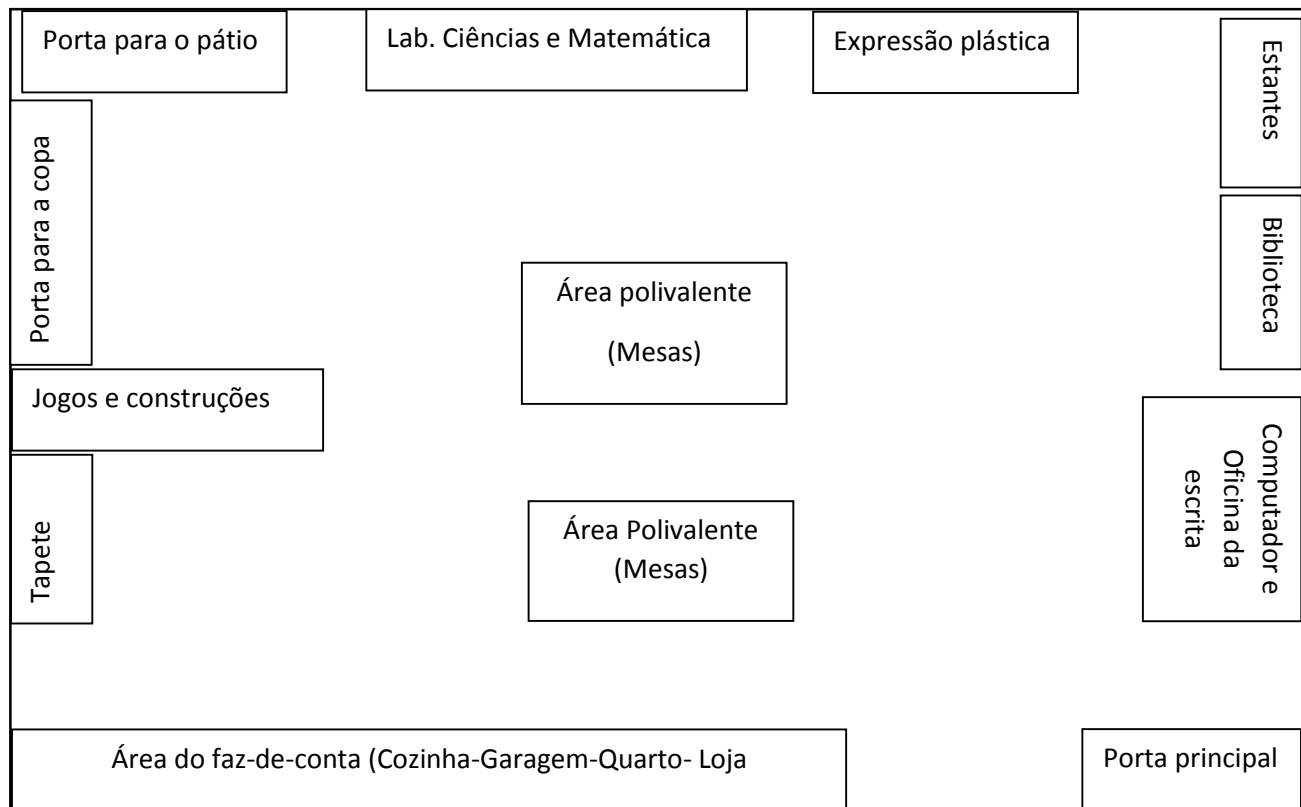 Porta para o pátio
Lab. Ciências e Matemática
Expressão plástica
Estantes
Porta para a copa
Biblioteca
Área polivalente
(Mesas)
Jogos e construções
Computador e
Oficina da
escrita
Tapete
Área Polivalente
(Mesas)
Área do faz-de-conta (Cozinha-Garagem-Quarto- Loja
Porta principal